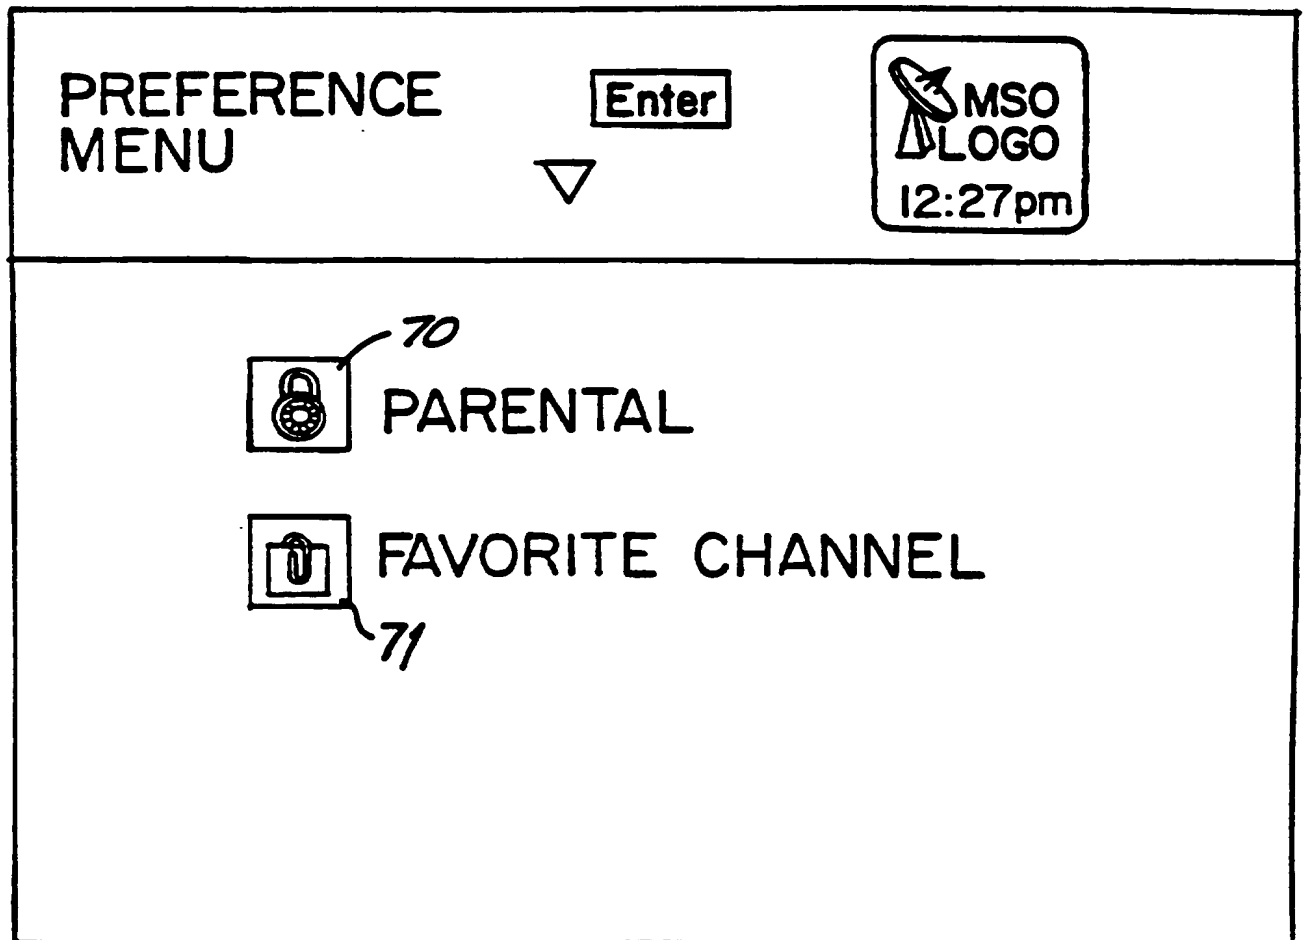 PREFERENCE
MENU
Enter
MSO
LOGO
12:27pm
70
PARENTAL
FAVORITE CHANNEL
71